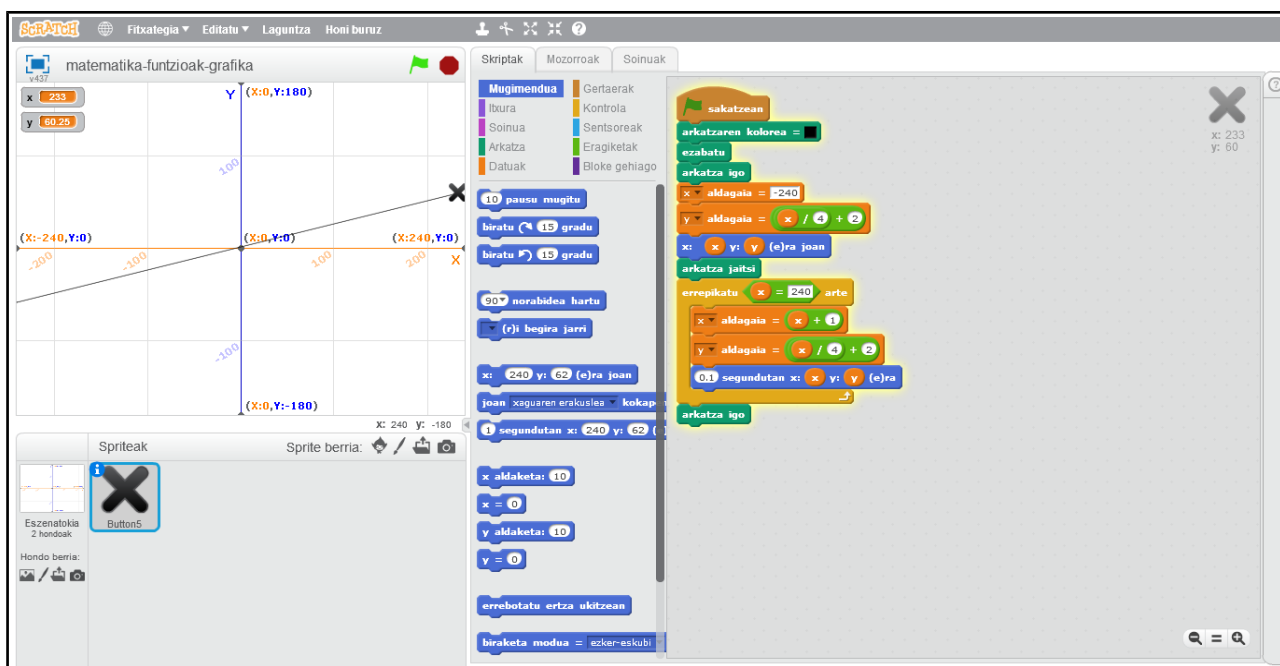 SCRATCH Fitxategia Editatu Laguntza Honi buruz
matematika-funtzioak-grafika
v437
x 233
y 60.25
Y (X:0,Y:180)
100
(X:-240,Y:0) (X:0,Y:0) (X:240,Y:0)
-200 -100 100 200 X
-100
(X:0,Y:-180)
X: 240 Y: -180
Spriteak Sprite berria:
Eszenatokia
2 hondoak
Button5
Hondo berria:
Skriptak Mozorroak Soinuak
Mugimendua Gertaerak
Itxura Kontrola
Soinua Sentsoreak
Arkatza Eragiketak
Datuak Bloke gehiago
10 pausu mugitu
biratu 15 gradu
biratu 15 gradu
90 norabidea hartu
(r)i begira jarri
x: 240 y: 62 (e)ra joan
joan xaguaren erakuslea
1 segundutan x: 240 y: 62
x aldaketa: 10
x = 0
y aldaketa: 10
y = 0
errebotatu ertza ukitzean
biraketa modua = ezker-eskubi
sakatzean
arkatzaren kolorea =
ezabatu
arkatza igo
x aldagaia = -240
y aldagaia = x / 4 + 2
x: x y: y (e)ra joan
arkatza jaitsi
errepikatu x = 240 arte
x aldagaia = x + 1
y aldagaia = x / 4 + 2
0.1 segundutan x: x y: y (e)ra
arkatza igo
x: 233
y: 60